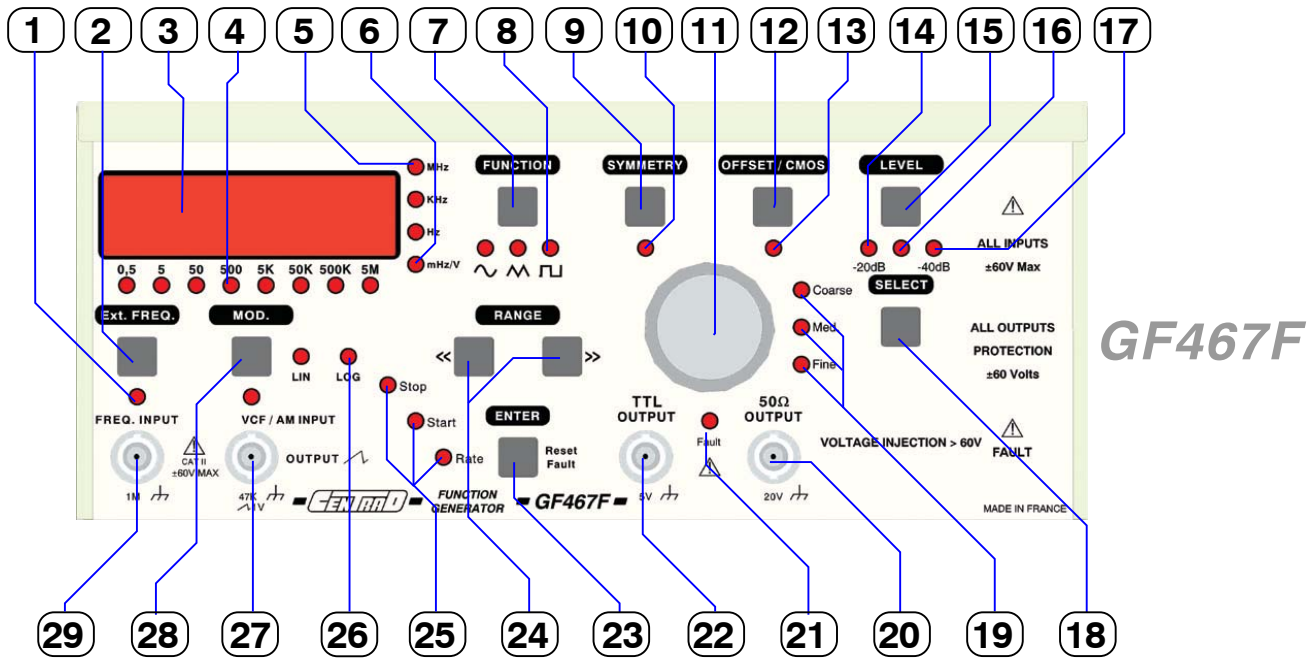 1 2 3 4 5 6 7 8 9 10 11 12 13 14 15 16 17
MHz
KHz
Hz
mHz/V
FUNCTION
SYMMETRY
OFFSET / CMOS
LEVEL
0,5 5 50 500 5K 50K 500K 5M
-20dB -40dB
ALL INPUTS
±60V Max
Ext. FREQ.
MOD.
RANGE
Coarse
Med
Fine
SELECT
ALL OUTPUTS
PROTECTION
±60 Volts
GF467F
LIN LOG
<< >>
Stop
Start
Rate
FREQ. INPUT
VCF / AM INPUT
ENTER
Reset
Fault
TTL
OUTPUT
Fault
50Ω
OUTPUT
VOLTAGE INJECTION > 60V
FAULT
CAT II
±60V MAX
OUTPUT
1M
47K
1V
CENTRAD
FUNCTION
GENERATOR
GF467F
5V
20V
MADE IN FRANCE
29 28 27 26 25 24 23 22 21 20 19 18